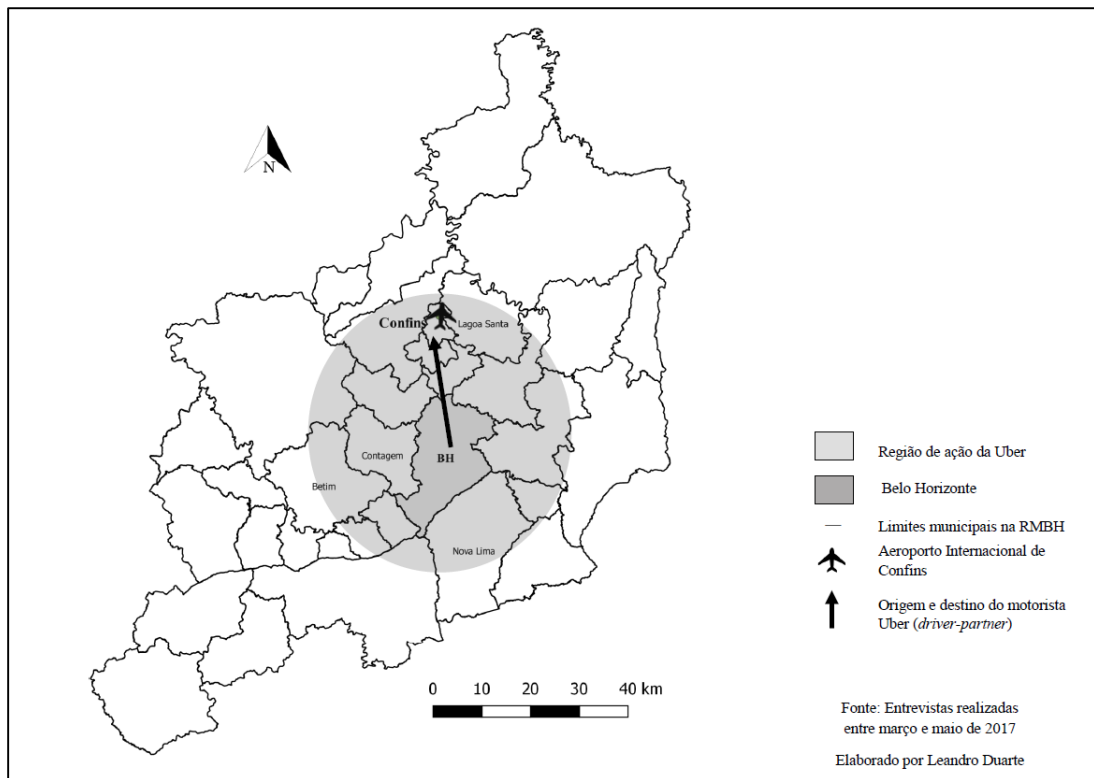 N
Confins
Lagoa Santa
Contagem
BH
Betim
Nova Lima
0 10 20 30 40 km
Região de ação da Uber
Belo Horizonte
Limites municipais na RMBH
Aeroporto Internacional de
Confins
Origem e destino do motorista
Uber (driver-partner)
Fonte: Entrevistas realizadas
entre março e maio de 2017
Elaborado por Leandro Duarte